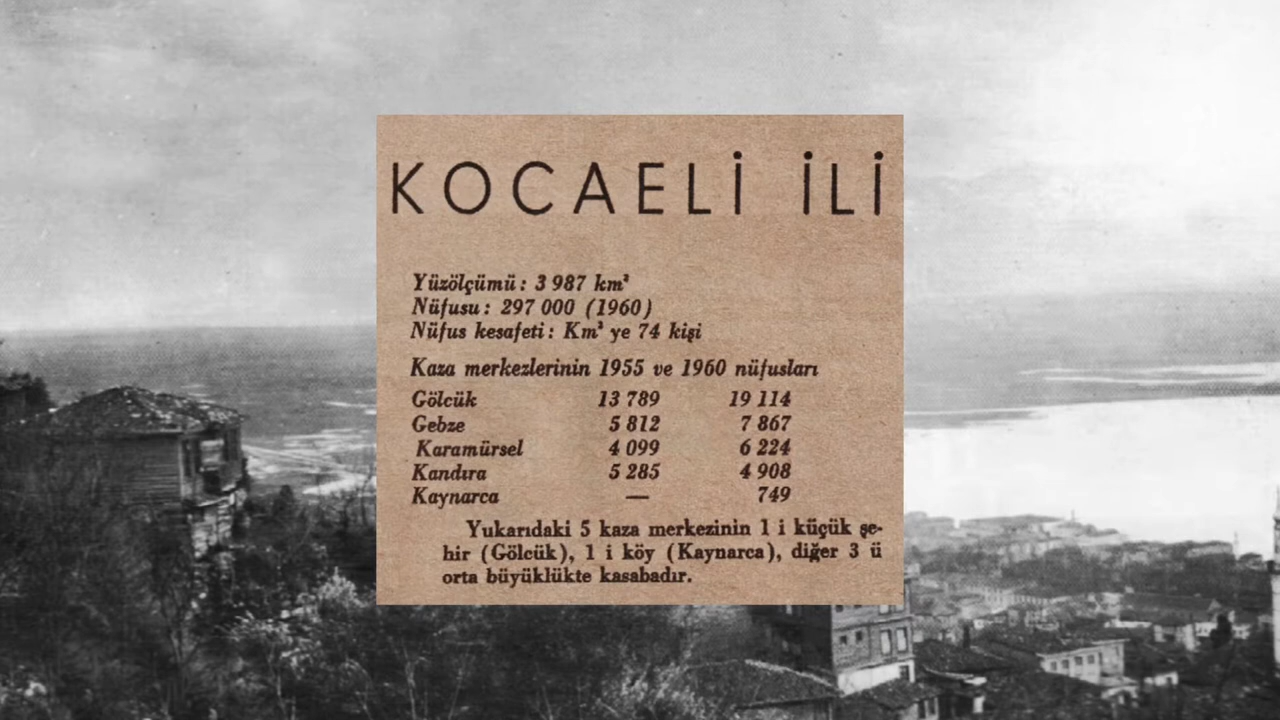 KOCAELİ İLİ
Yüzölçümü: 3 987 km²
Nüfusu: 297 000 (1960)
Nüfus kesafeti: Km² ye 74 kişi
Kaza merkezlerinin 1955 ve 1960 nüfusları
Gölcük 13 789 19 114
Gebze 5 812 7 867
Karamürsel 4 099 6 224
Kandıra 5 285 4 908
Kaynarca — 749
Yukarıdaki 5 kaza merkezinin 1 i küçük şe-
hir (Gölcük), 1 i köy (Kaynarca), diğer 3 ü
orta büyüklükte kasabadır.